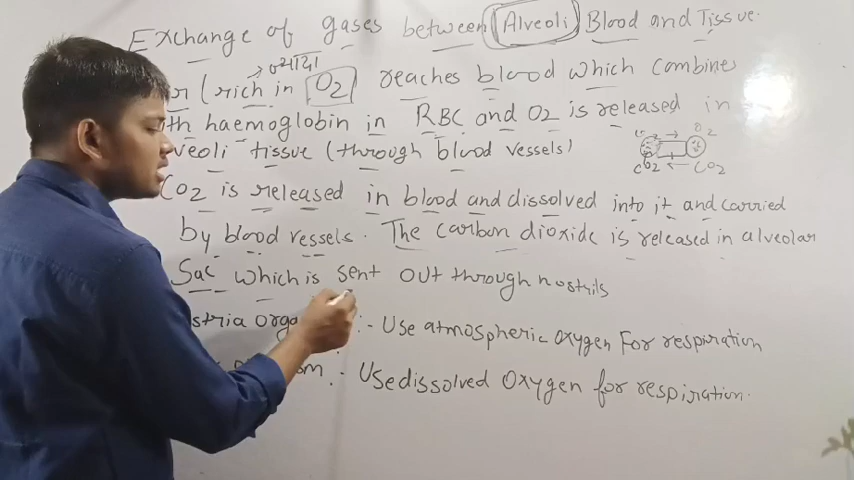 Exchange of gases between Alveoli Blood and Tissue.
ज्यादा
(rich in O2 reaches blood which combine
haemoglobin in RBC and O2 is released in
tissue (through blood vessels)
O2
CO2
CO2 is released in blood and dissolved into it and carried
by blood vessels. The carbon dioxide is released in alveolar
Sac which is sent out through nostrils
:- Use atmospheric oxygen For respiration
:- Use dissolved Oxygen for respiration.